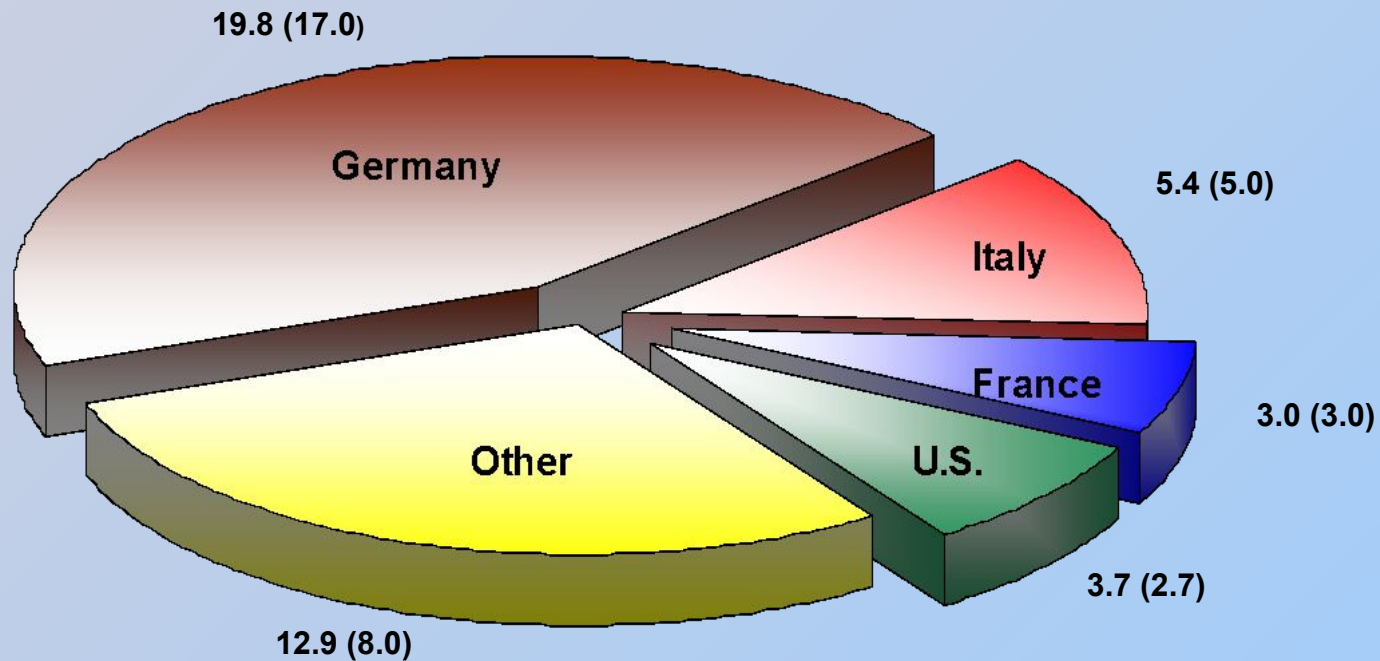 19.8 (17.0)
Germany
5.4 (5.0)
Italy
France
3.0 (3.0)
Other
U.S.
3.7 (2.7)
12.9 (8.0)